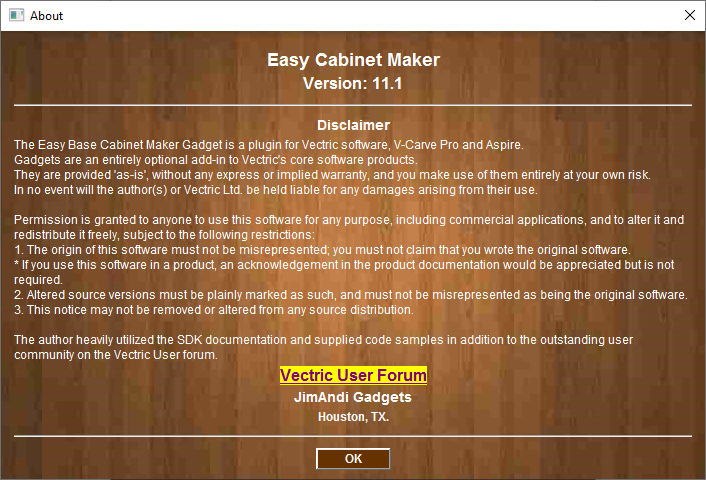 About
Easy Cabinet Maker
Version: 11.1
Disclaimer
The Easy Base Cabinet Maker Gadget is a plugin for Vectric software, V-Carve Pro and Aspire.
Gadgets are an entirely optional add-in to Vectric's core software products.
They are provided 'as-is', without any express or implied warranty, and you make use of them entirely at your own risk.
In no event will the author(s) or Vectric Ltd. be held liable for any damages arising from their use.
Permission is granted to anyone to use this software for any purpose, including commercial applications, and to alter it and
redistribute it freely, subject to the following restrictions:
1. The origin of this software must not be misrepresented; you must not claim that you wrote the original software.
* If you use this software in a product, an acknowledgement in the product documentation would be appreciated but is not
required.
2. Altered source versions must be plainly marked as such, and must not be misrepresented as being the original software.
3. This notice may not be removed or altered from any source distribution.
The author heavily utilized the SDK documentation and supplied code samples in addition to the outstanding user
community on the Vectric User forum.
Vectric User Forum
JimAndi Gadgets
Houston, TX.
OK